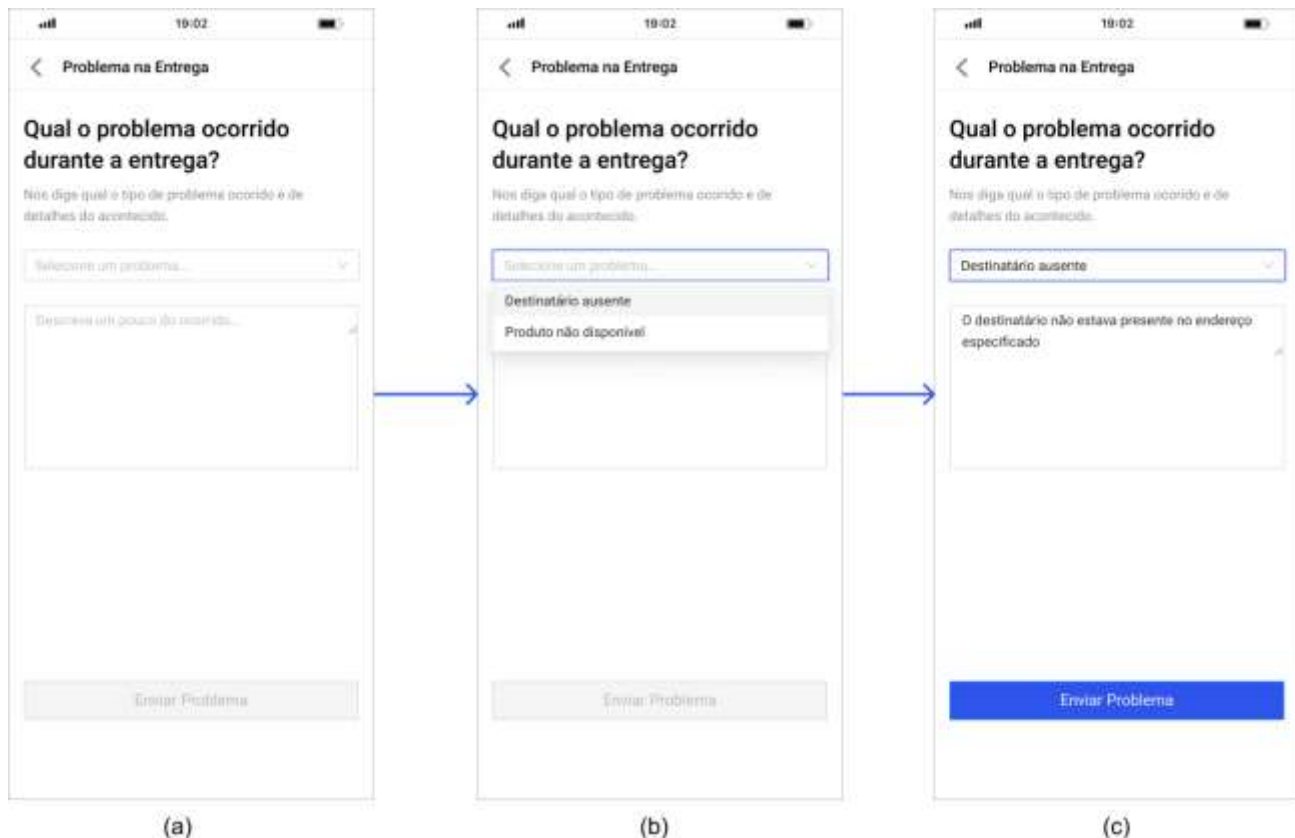 19:02
Problema na Entrega
Qual o problema ocorrido
durante a entrega?
Nos diga qual o tipo de problema ocorrido e de
detalhes do acontecido.
Selecione um problema...
Descreva um pouco do ocorrido...
Enviar Problema
(a)
19:02
Problema na Entrega
Qual o problema ocorrido
durante a entrega?
Nos diga qual o tipo de problema ocorrido e de
detalhes do acontecido.
Selecione um problema...
Destinatário ausente
Produto não disponível
Enviar Problema
(b)
19:02
Problema na Entrega
Qual o problema ocorrido
durante a entrega?
Nos diga qual o tipo de problema ocorrido e de
detalhes do acontecido.
Destinatário ausente
O destinatário não estava presente no endereço
especificado
Enviar Problema
(c)